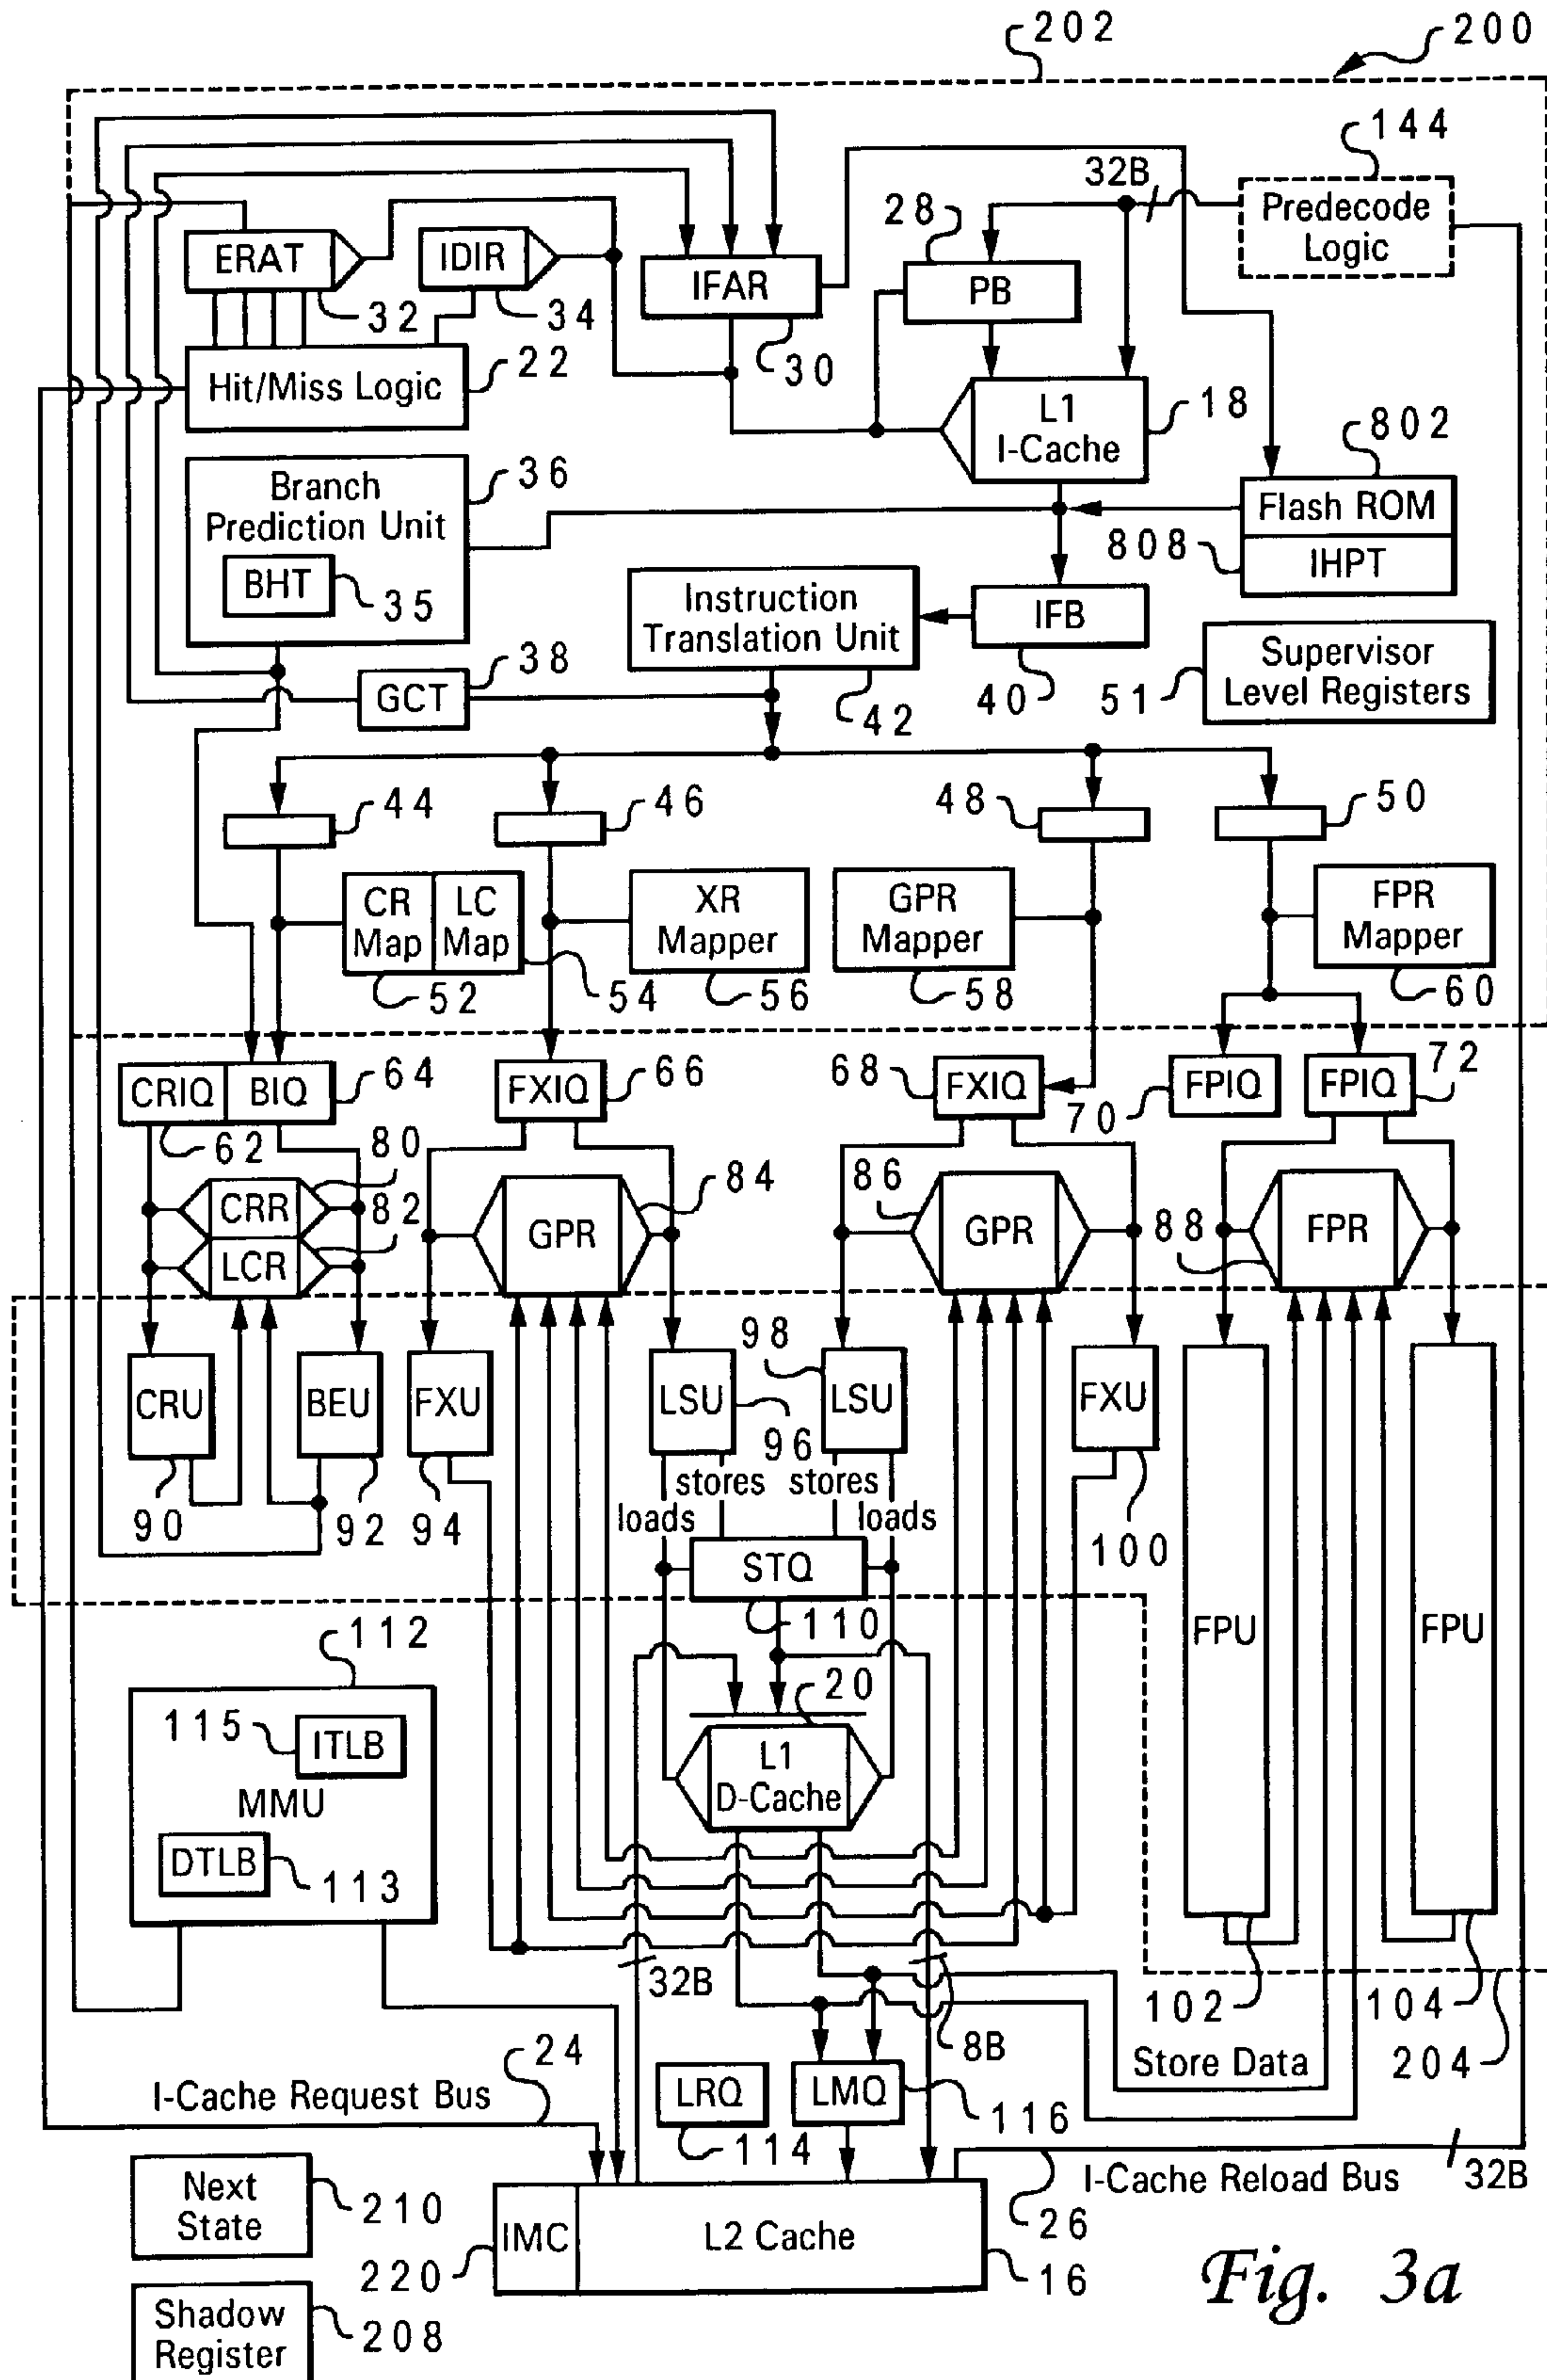 202
200
144
32B
Predecode
Logic
28
ERAT
IDIR
IFAR
PB
32
34
30
Hit/Miss Logic
22
L1
I-Cache
18
802
36
Branch
Prediction Unit
BHT
35
Flash ROM
808
IHPT
Instruction
Translation Unit
IFB
38
GCT
42
40
Supervisor
Level Registers
51
44
46
48
50
CR
Map
LC
Map
XR
Mapper
GPR
Mapper
FPR
Mapper
52
54
56
58
60
CRIQ
BIQ
64
FXIQ
66
68
FXIQ
70
FPIQ
FPIQ
72
62
80
CRR
82
LCR
GPR
84
86
GPR
88
FPR
98
CRU
BEU
FXU
LSU
LSU
FXU
96
stores
stores
90
92
94
loads
loads
100
STQ
110
FPU
FPU
112
20
115
ITLB
MMU
L1
D-Cache
DTLB
113
32B
102
104
8B
Store Data
204
24
I-Cache Request Bus
LRQ
LMQ
116
114
I-Cache Reload Bus
32B
Next
State
210
26
IMC
L2 Cache
220
16
Fig. 3a
Shadow
Register
208